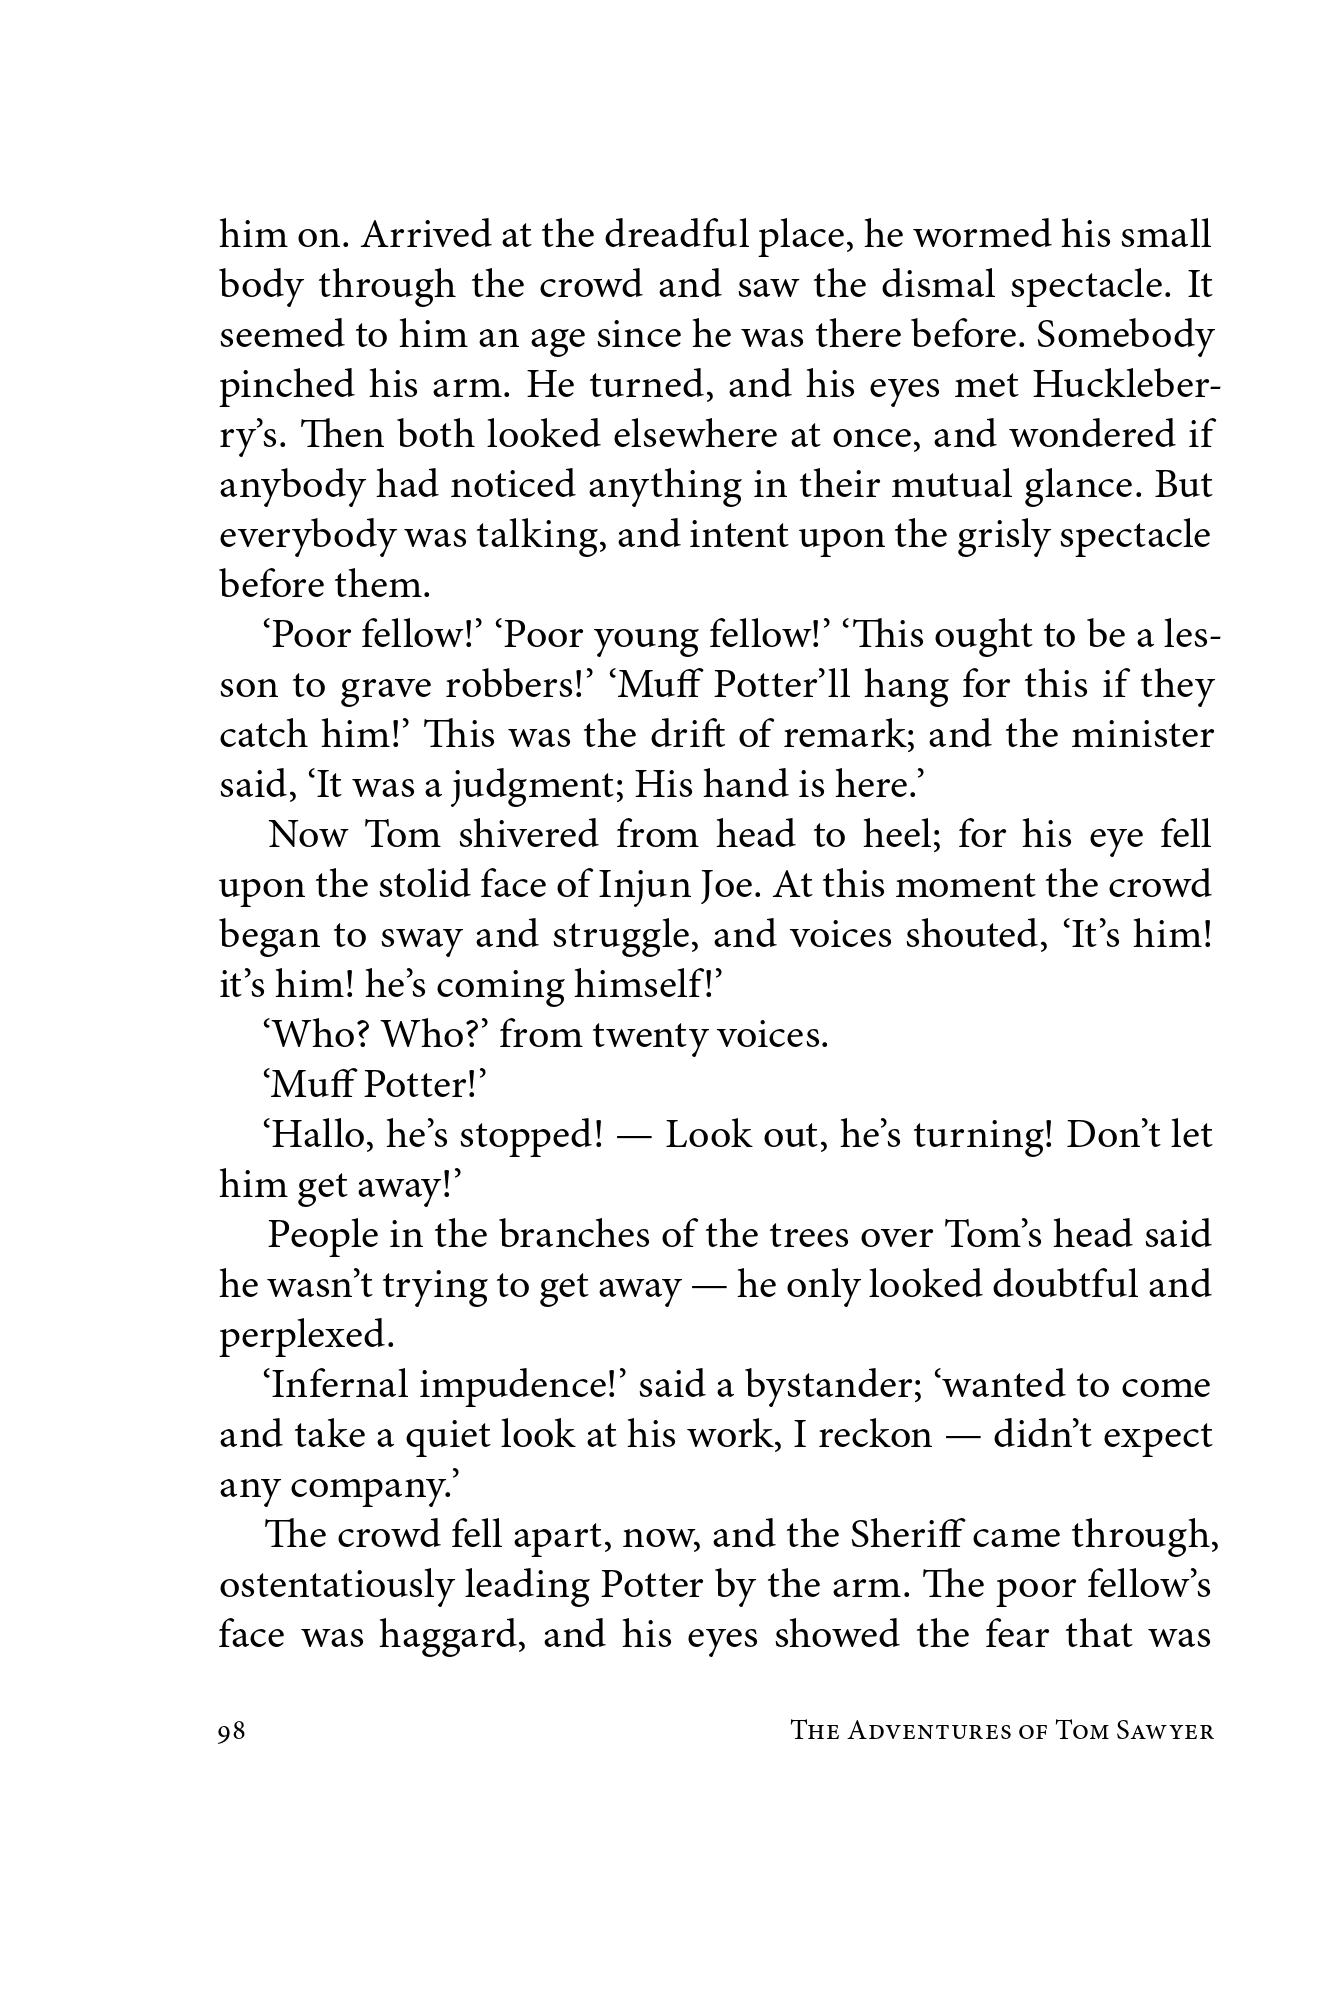 him on. Arrived at the dreadful place, he wormed his small
body through the crowd and saw the dismal spectacle. It
seemed to him an age since he was there before. Somebody
pinched his arm. He turned, and his eyes met Huckleber-
ry’s. Then both looked elsewhere at once, and wondered if
anybody had noticed anything in their mutual glance. But
everybody was talking, and intent upon the grisly spectacle
before them.
‘Poor fellow!’ ‘Poor young fellow!’ ‘This ought to be a les-
son to grave robbers!’ ‘Muff Potter’ll hang for this if they
catch him!’ This was the drift of remark; and the minister
said, ‘It was a judgment; His hand is here.’
Now Tom shivered from head to heel; for his eye fell
upon the stolid face of Injun Joe. At this moment the crowd
began to sway and struggle, and voices shouted, ‘It’s him!
it’s him! he’s coming himself!’
‘Who? Who?’ from twenty voices.
‘Muff Potter!’
‘Hallo, he’s stopped! — Look out, he’s turning! Don’t let
him get away!’
People in the branches of the trees over Tom’s head said
he wasn’t trying to get away — he only looked doubtful and
perplexed.
‘Infernal impudence!’ said a bystander; ‘wanted to come
and take a quiet look at his work, I reckon — didn’t expect
any company.’
The crowd fell apart, now, and the Sheriff came through,
ostentatiously leading Potter by the arm. The poor fellow’s
face was haggard, and his eyes showed the fear that was
98 The Adventures of Tom Sawyer